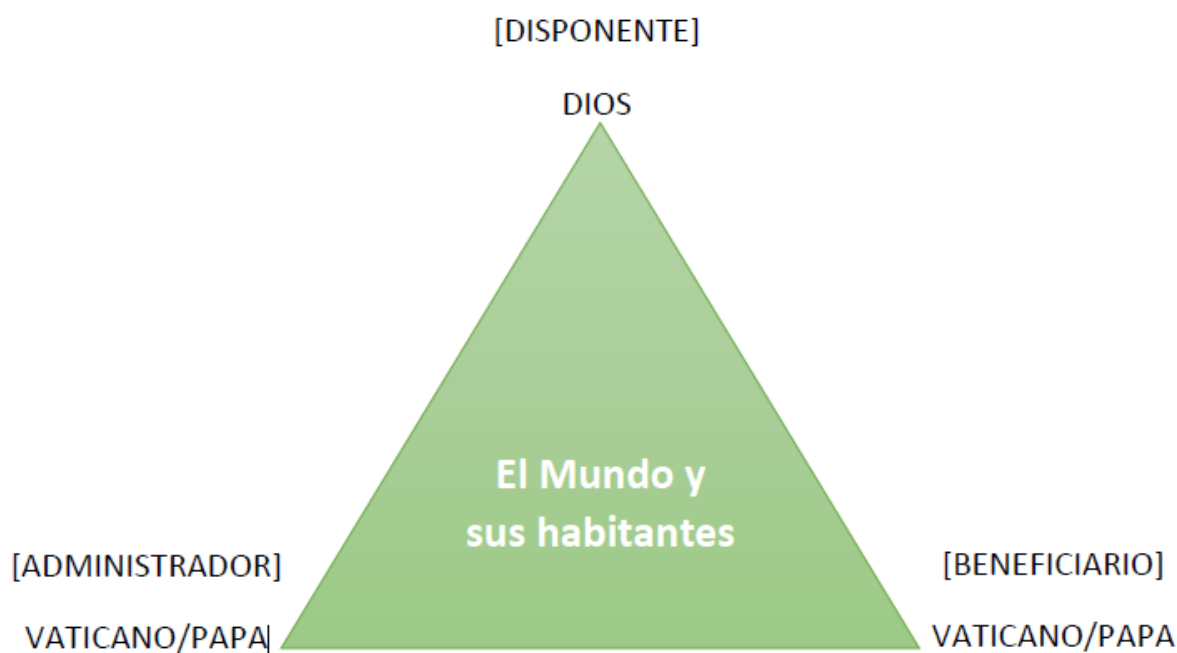 [DISPONENTE]
DIOS
El Mundo y
sus habitantes
[ADMINISTRADOR]
VATICANO/PAPA
[BENEFICIARIO]
VATICANO/PAPA